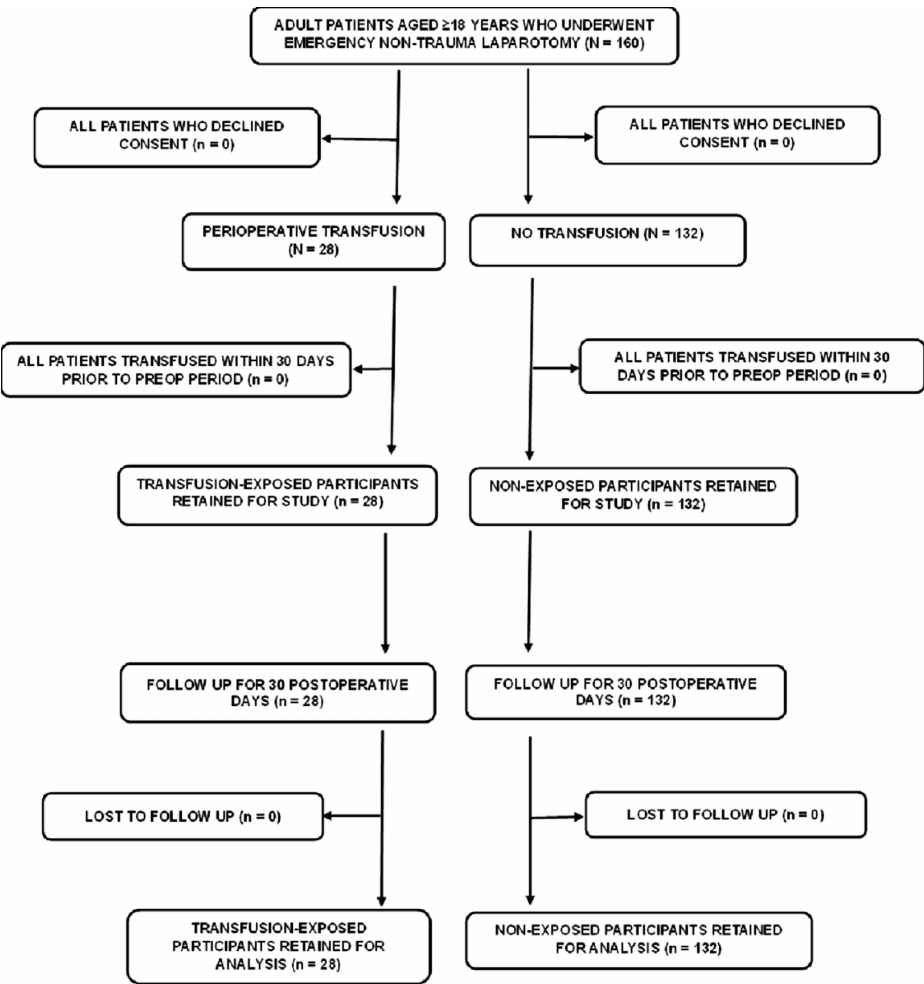 ADULT PATIENTS AGED ≥18 YEARS WHO UNDERWENT
EMERGENCY NON-TRAUMA LAPAROTOMY (N = 160)
ALL PATIENTS WHO DECLINED
CONSENT (n = 0)
ALL PATIENTS WHO DECLINED
CONSENT (n = 0)
PERIOPERATIVE TRANSFUSION
(N = 28)
NO TRANSFUSION (N = 132)
ALL PATIENTS TRANSFUSED WITHIN 30 DAYS
PRIOR TO PREOP PERIOD (n = 0)
ALL PATIENTS TRANSFUSED WITHIN 30
DAYS PRIOR TO PREOP PERIOD (n = 0)
TRANSFUSION-EXPOSED PARTICIPANTS
RETAINED FOR STUDY (n = 28)
NON-EXPOSED PARTICIPANTS RETAINED
FOR STUDY (n = 132)
FOLLOW UP FOR 30 POSTOPERATIVE
DAYS (n = 28)
FOLLOW UP FOR 30 POSTOPERATIVE
DAYS (n = 132)
LOST TO FOLLOW UP (n = 0)
LOST TO FOLLOW UP (n = 0)
TRANSFUSION-EXPOSED
PARTICIPANTS RETAINED FOR
ANALYSIS (n = 28)
NON-EXPOSED PARTICIPANTS RETAINED
FOR ANALYSIS (n = 132)